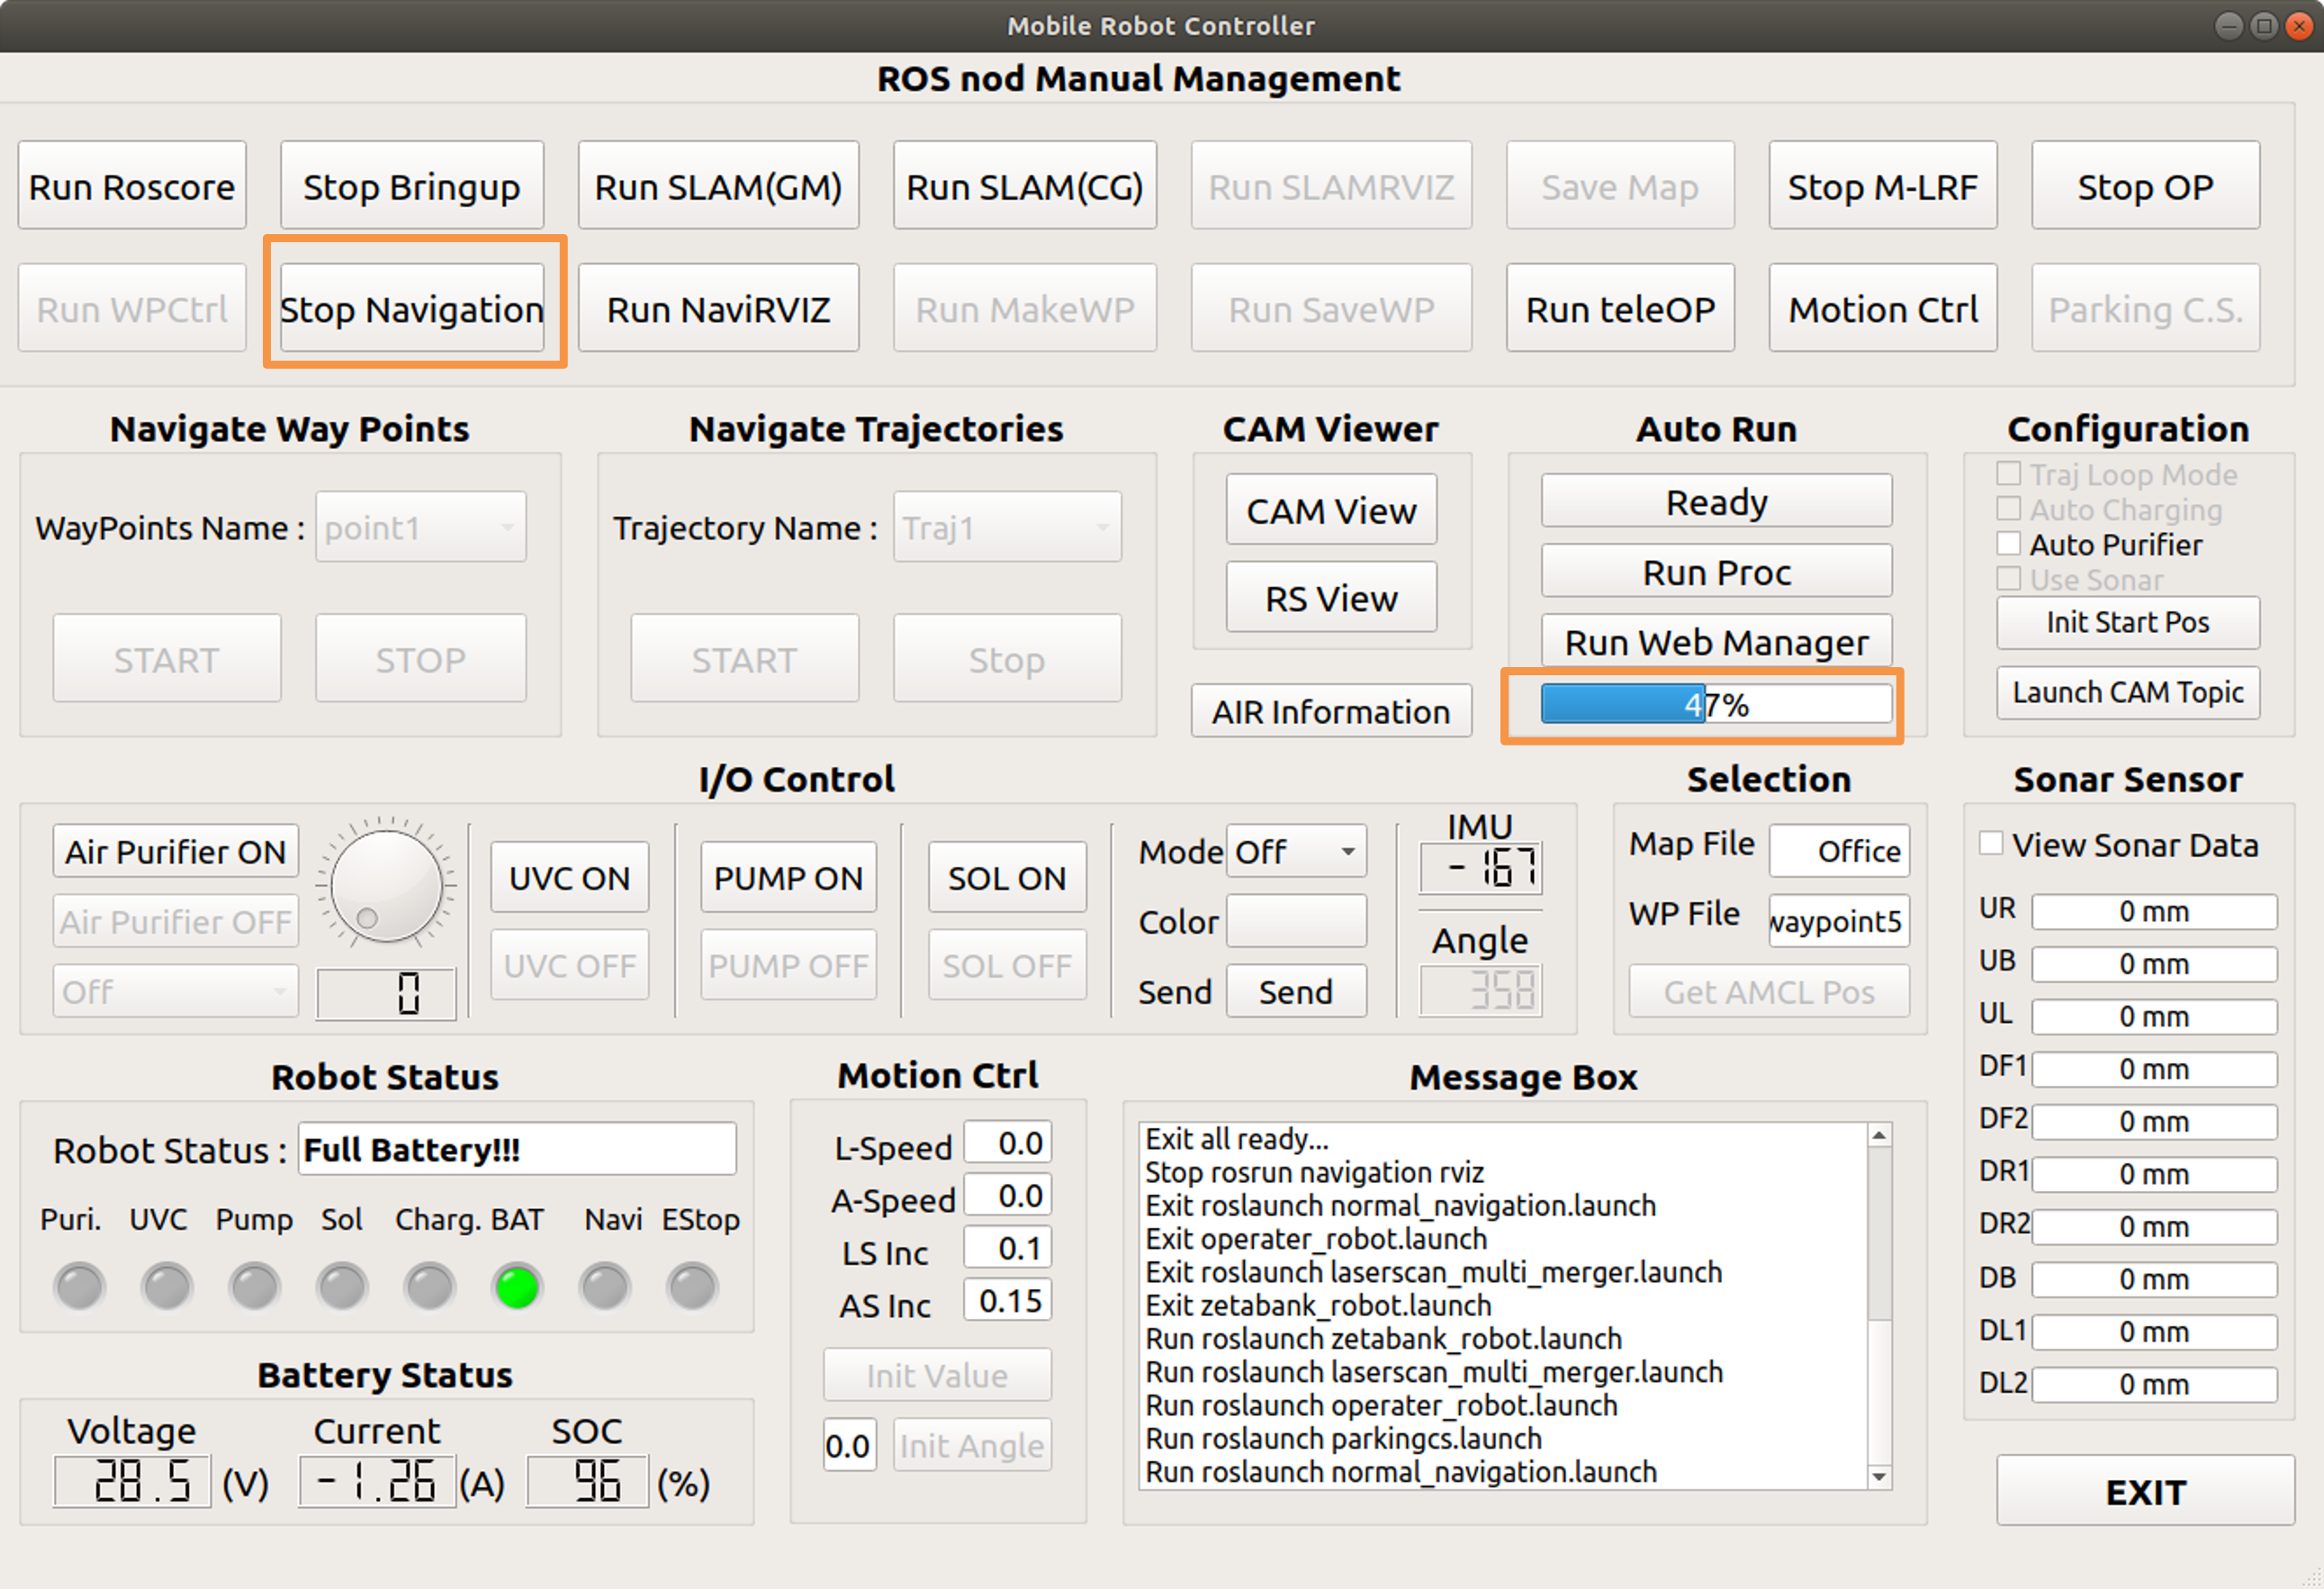 Mobile Robot Controller
ROS nod Manual Management
Run Roscore Stop Bringup Run SLAM(GM) Run SLAM(CG) Run SLAMRVIZ Save Map Stop M-LRF Stop OP
Run WPCtrl Stop Navigation Run NaviRVIZ Run MakeWP Run SaveWP Run teleOP Motion Ctrl Parking C.S.
Navigate Way Points
WayPoints Name : point1
START STOP
Navigate Trajectories
Trajectory Name : Traj1
START Stop
CAM Viewer
CAM View
RS View
AIR Information
Auto Run
Ready
Run Proc
Run Web Manager
47%
Configuration
Traj Loop Mode
Auto Charging
Auto Purifier
Use Sonar
Init Start Pos
Launch CAM Topic
I/O Control
Air Purifier ON
Air Purifier OFF
Off
0
UVC ON
UVC OFF
PUMP ON
PUMP OFF
SOL ON
SOL OFF
Mode Off
Color
Send Send
IMU
-167
Angle
358
Selection
Map File Office
WP File waypoint5
Get AMCL Pos
Sonar Sensor
View Sonar Data
UR 0 mm
UB 0 mm
UL 0 mm
DF1 0 mm
DF2 0 mm
DR1 0 mm
DR2 0 mm
DB 0 mm
DL1 0 mm
DL2 0 mm
Robot Status
Robot Status : Full Battery!!!
Puri. UVC Pump Sol Charg. BAT Navi EStop
Battery Status
Voltage Current SOC
28.5 (V) -1.26 (A) 96 (%)
Motion Ctrl
L-Speed 0.0
A-Speed 0.0
LS Inc 0.1
AS Inc 0.15
Init Value
0.0 Init Angle
Message Box
Exit all ready...
Stop rosrun navigation rviz
Exit roslaunch normal_navigation.launch
Exit operater_robot.launch
Exit roslaunch laserscan_multi_merger.launch
Exit zetabank_robot.launch
Run roslaunch zetabank_robot.launch
Run roslaunch laserscan_multi_merger.launch
Run roslaunch operater_robot.launch
Run roslaunch parkingcs.launch
Run roslaunch normal_navigation.launch
EXIT